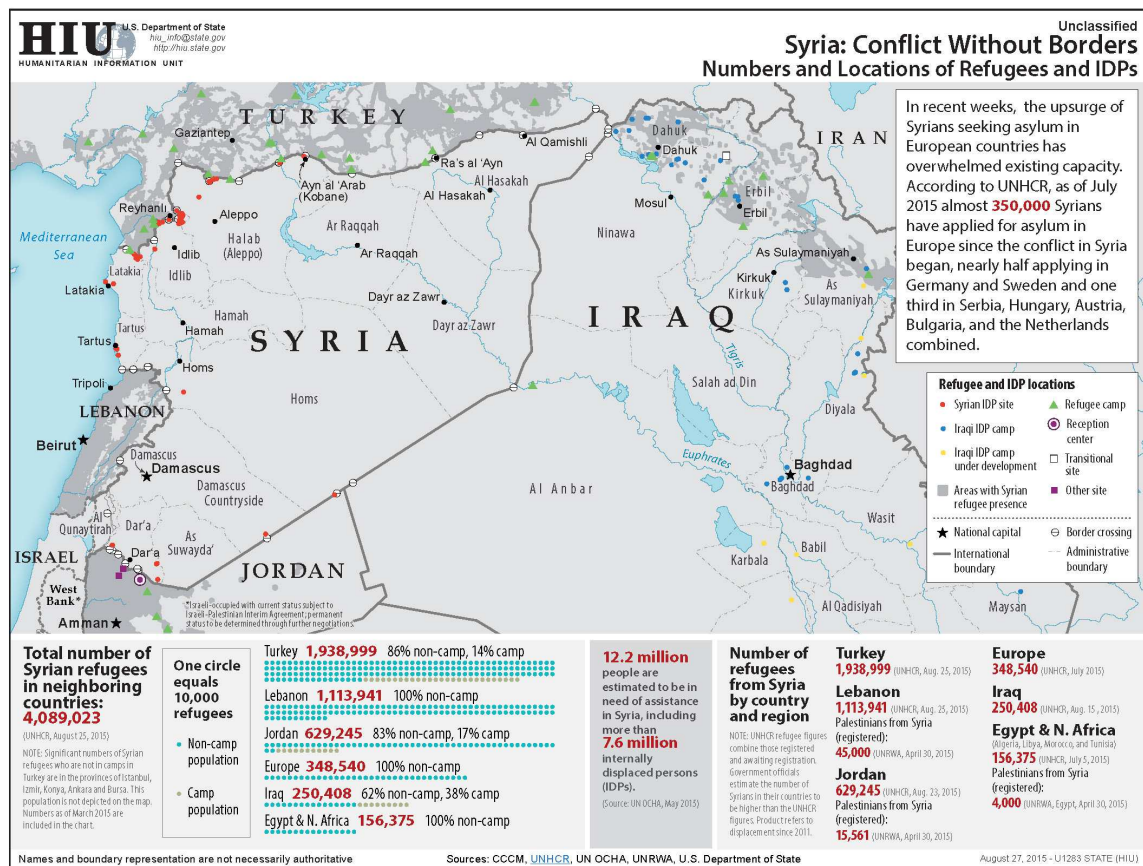 HIU
U.S. Department of State
hiu_info@state.gov
http://hiu.state.gov
HUMANITARIAN INFORMATION UNIT
Unclassified
Syria: Conflict Without Borders
Numbers and Locations of Refugees and IDPs
In recent weeks, the upsurge of
Syrians seeking asylum in
European countries has
overwhelmed existing capacity.
According to UNHCR, as of July
2015 almost 350,000 Syrians
have applied for asylum in
Europe since the conflict in Syria
began, nearly half applying in
Germany and Sweden and one
third in Serbia, Hungary, Austria,
Bulgaria, and the Netherlands
combined.
TURKEY
Gaziantep
Al Qamishli
Ra's al 'Ayn
Ayn al 'Arab
(Kobane)
Al Hasakah
Al Hasakah
Dahuk
Dahuk
IRAN
Erbil
Erbil
Mosul
Ninawa
Reyhanlı
Aleppo
Halab
(Aleppo)
Ar Raqqah
Ar Raqqah
Mediterranean
Sea
Idlib
Idlib
Latakia
Latakia
As Sulaymaniyah
Kirkuk
Kirkuk
As
Sulaymaniyah
Dayr az Zawr
Dayr az Zawr
Hamah
Hamah
SYRIA
IRAQ
Tartus
Tartus
Tigris
Homs
Homs
Tripoli
Salah ad Din
LEBANON
Diyala
Beirut
Damascus
Damascus
Damascus
Countryside
Euphrates
Baghdad
Baghdad
Al Anbar
Al
Qunaytirah
Dar'a
As
Suwayda'
Dar'a
Wasit
ISRAEL
Karbala
Babil
West
Bank*
JORDAN
Al Qadisiyah
Maysan
Amman
*Israeli-occupied with current status subject to
Israeli-Palestinian Interim Agreement; permanent
status to be determined through further negotiations.
Refugee and IDP locations
Syrian IDP site
Refugee camp
Iraqi IDP camp
Reception
center
Iraqi IDP camp
under development
Transitional
site
Areas with Syrian
refugee presence
Other site
National capital
Border crossing
International
boundary
Administrative
boundary
Total number of
Syrian refugees
in neighboring
countries:
4,089,023
(UNHCR, August 25, 2015)
NOTE: Significant numbers of Syrian
refugees who are not in camps in
Turkey are in the provinces of Istanbul,
Izmir, Konya, Ankara and Bursa. This
population is not depicted on the map.
Numbers as of March 2015 are
included in the chart.
One circle
equals
10,000
refugees
Non-camp
population
Camp
population
Turkey 1,938,999 86% non-camp, 14% camp
Lebanon 1,113,941 100% non-camp
Jordan 629,245 83% non-camp, 17% camp
Europe 348,540 100% non-camp
Iraq 250,408 62% non-camp, 38% camp
Egypt & N. Africa 156,375 100% non-camp
12.2 million
people are
estimated to be in
need of assistance
in Syria, including
more than
7.6 million
internally
displaced persons
(IDPs).
(Source: UN OCHA, May 2015)
Number of
refugees
from Syria
by country
and region
NOTE: UNHCR refugee figures
combine those registered
and awaiting registration.
Government officials
estimate the number of
Syrians in their countries to
be higher than the UNHCR
figures. Product refers to
displacement since 2011.
Turkey
1,938,999 (UNHCR, Aug. 25, 2015)
Lebanon
1,113,941 (UNHCR, Aug. 25, 2015)
Palestinians from Syria
(registered):
45,000 (UNRWA, April 30, 2015)
Jordan
629,245 (UNHCR, Aug. 23, 2015)
Palestinians from Syria
(registered):
15,561 (UNRWA, April 30, 2015)
Europe
348,540 (UNHCR, July 2015)
Iraq
250,408 (UNHCR, Aug. 15 , 2015)
Egypt & N. Africa
(Algeria, Libya, Morocco, and Tunisia)
156,375 (UNHCR, July 5, 2015)
Palestinians from Syria
(registered):
4,000 (UNRWA, Egypt, April 30, 2015)
Names and boundary representation are not necessarily authoritative
Sources: CCCM, UNHCR, UN OCHA, UNRWA, U.S. Department of State
August 27, 2015 - U1283 STATE (HIU)